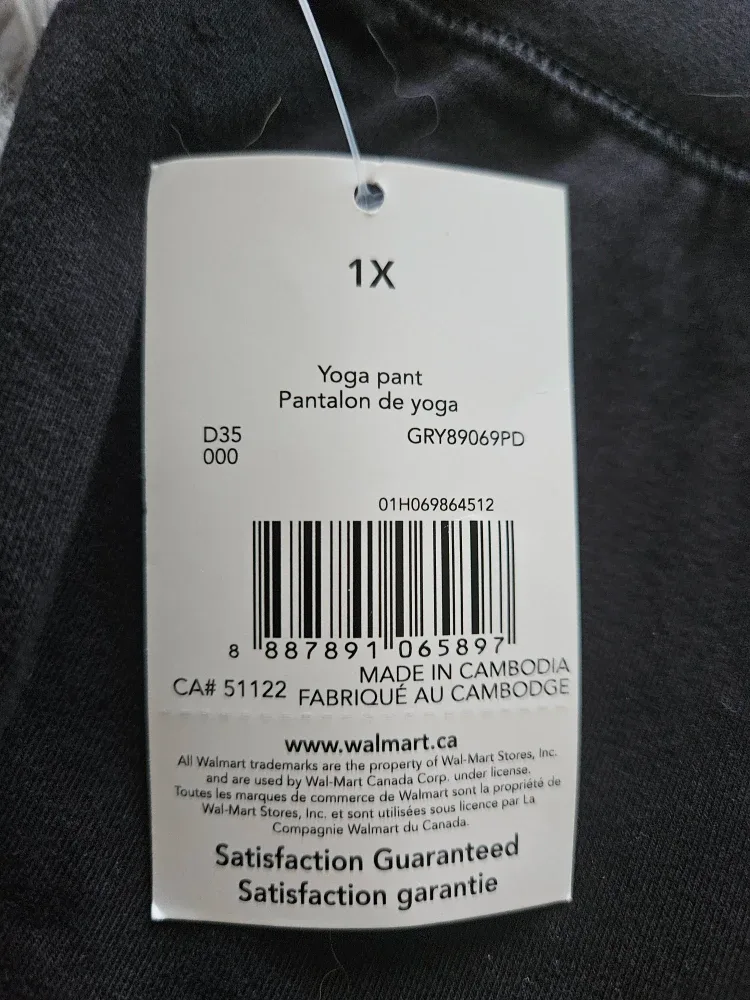 1X
Yoga pant
Pantalon de yoga
D35 GRY89069PD
000
01H069864512
8 887891 065897
MADE IN CAMBODIA
CA# 51122 FABRIQUÉ AU CAMBODGE
www.walmart.ca
All Walmart trademarks are the property of Wal-Mart Stores, Inc.
and are used by Wal-Mart Canada Corp. under license.
Toutes les marques de commerce de Walmart sont la propriété de
Wal-Mart Stores, Inc. et sont utilisées sous licence par La
Compagnie Walmart du Canada.
Satisfaction Guaranteed
Satisfaction garantie